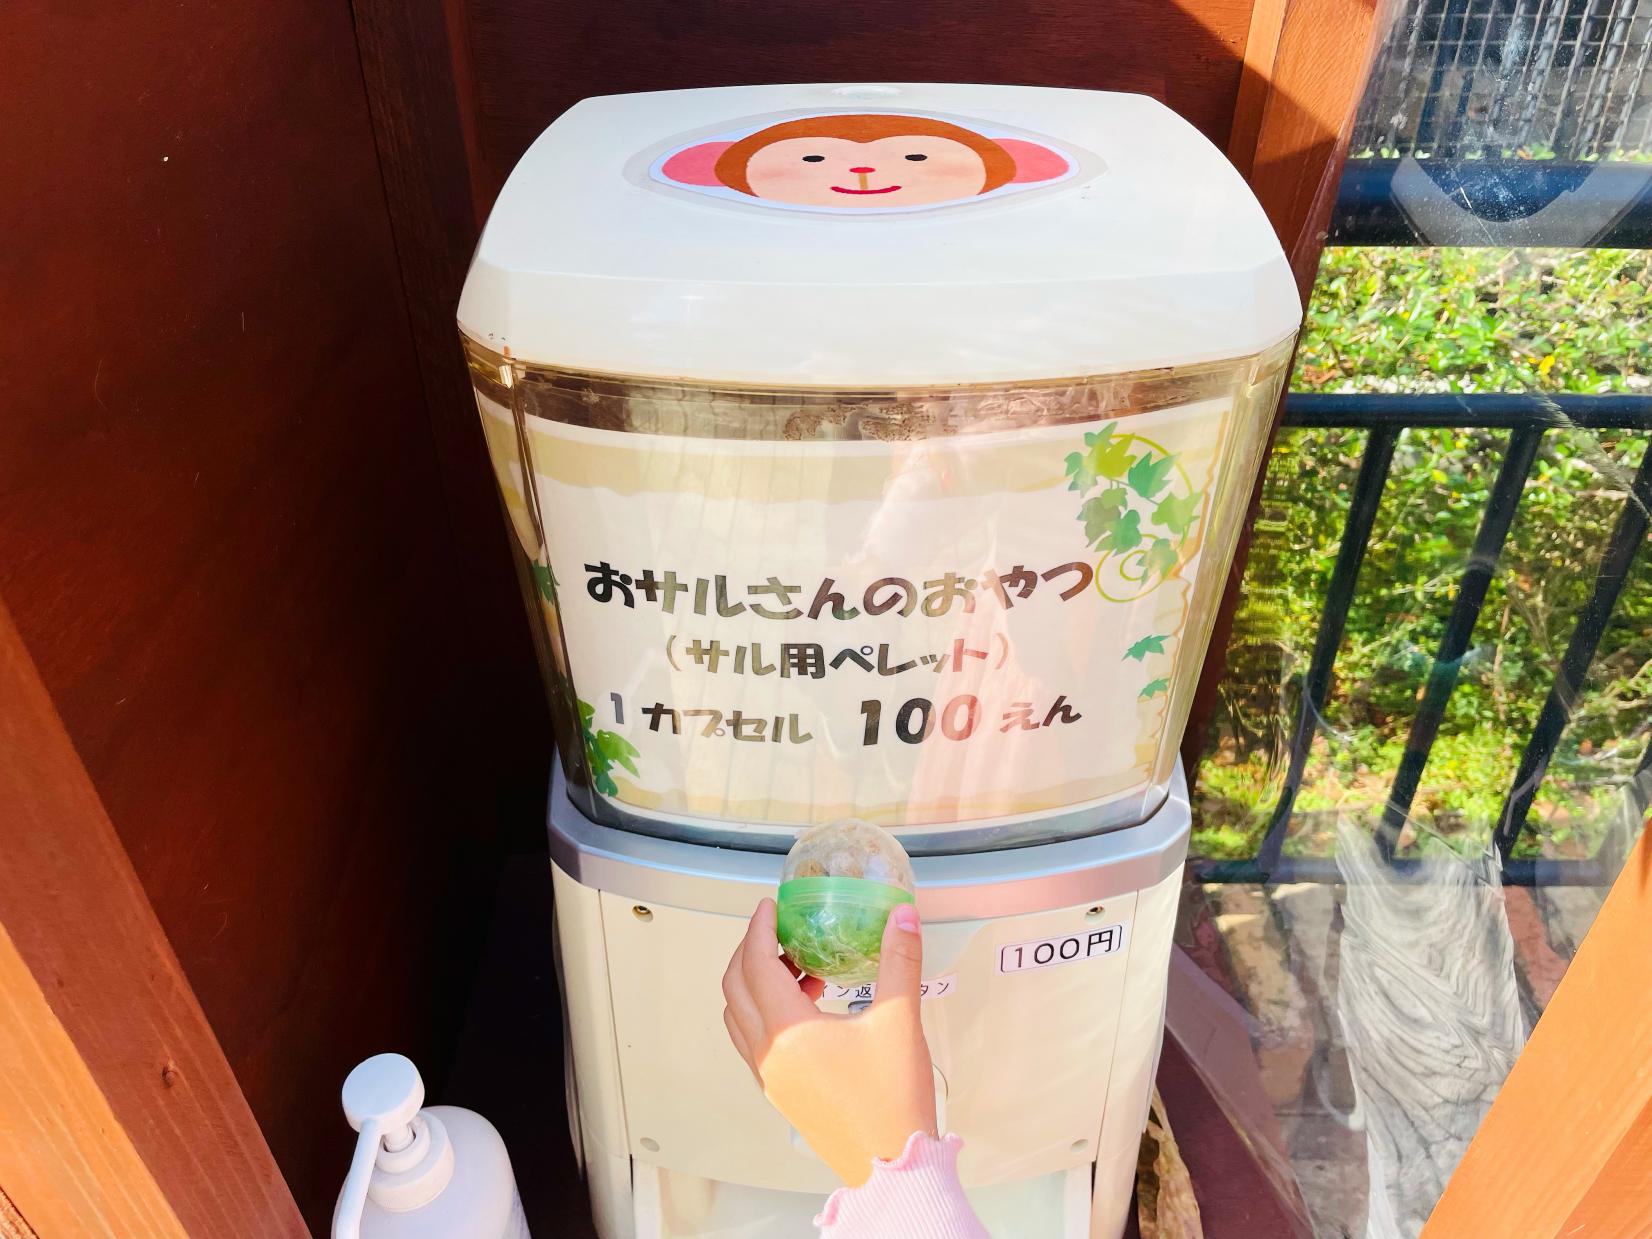 おサルさんのおやつ
（サル用ペレット）
1カプセル 100えん
100円